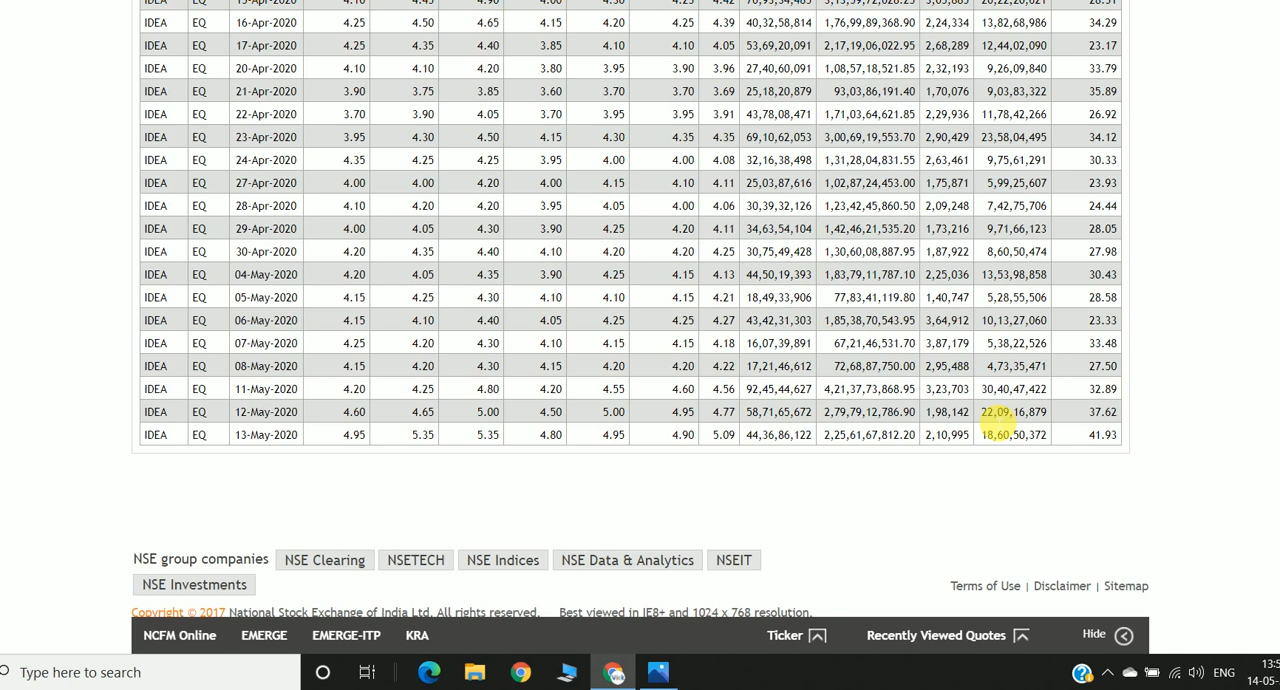 IDEA EQ 15-Apr-2020 4.10 4.45 4.90 4.00 4.30 4.25 4.42
IDEA EQ 16-Apr-2020 4.25 4.50 4.65 4.15 4.20 4.25 4.39 40,32,58,814 1,76,99,89,368.90 2,24,334 13,82,68,986 34.29
IDEA EQ 17-Apr-2020 4.25 4.35 4.40 3.85 4.10 4.10 4.05 53,69,20,091 2,17,19,06,022.95 2,68,289 12,44,02,090 23.17
IDEA EQ 20-Apr-2020 4.10 4.10 4.20 3.80 3.95 3.90 3.96 27,40,60,091 1,08,57,18,521.85 2,32,193 9,26,09,840 33.79
IDEA EQ 21-Apr-2020 3.90 3.75 3.85 3.60 3.70 3.70 3.69 25,18,20,879 93,03,86,191.40 1,70,076 9,03,83,322 35.89
IDEA EQ 22-Apr-2020 3.70 3.90 4.05 3.70 3.95 3.95 3.91 43,78,08,471 1,71,03,64,621.85 2,29,936 11,78,42,266 26.92
IDEA EQ 23-Apr-2020 3.95 4.30 4.50 4.15 4.30 4.35 4.35 69,10,62,053 3,00,69,19,553.70 2,90,429 23,58,04,495 34.12
IDEA EQ 24-Apr-2020 4.35 4.25 4.25 3.95 4.00 4.00 4.08 32,16,38,498 1,31,28,04,831.55 2,63,461 9,75,61,291 30.33
IDEA EQ 27-Apr-2020 4.00 4.00 4.20 4.00 4.15 4.10 4.11 25,03,87,616 1,02,87,24,453.00 1,75,871 5,99,25,607 23.93
IDEA EQ 28-Apr-2020 4.10 4.20 4.20 3.95 4.05 4.00 4.06 30,39,32,126 1,23,42,45,860.50 2,09,248 7,42,75,706 24.44
IDEA EQ 29-Apr-2020 4.00 4.05 4.30 3.90 4.25 4.20 4.11 34,63,54,104 1,42,46,21,535.20 1,73,216 9,71,66,123 28.05
IDEA EQ 30-Apr-2020 4.20 4.35 4.40 4.10 4.20 4.20 4.25 30,75,49,428 1,30,60,08,887.95 1,87,922 8,60,50,474 27.98
IDEA EQ 04-May-2020 4.20 4.05 4.35 3.90 4.25 4.15 4.13 44,50,19,393 1,83,79,11,787.10 2,25,036 13,53,98,858 30.43
IDEA EQ 05-May-2020 4.15 4.25 4.30 4.10 4.10 4.15 4.21 18,49,33,906 77,83,41,119.80 1,40,747 5,28,55,506 28.58
IDEA EQ 06-May-2020 4.15 4.10 4.40 4.05 4.25 4.25 4.27 43,42,31,303 1,85,38,70,543.95 3,64,912 10,13,27,060 23.33
IDEA EQ 07-May-2020 4.25 4.20 4.30 4.10 4.15 4.15 4.18 16,07,39,891 67,21,46,531.70 3,87,179 5,38,22,526 33.48
IDEA EQ 08-May-2020 4.15 4.20 4.30 4.15 4.20 4.20 4.22 17,21,46,612 72,68,87,750.00 2,95,488 4,73,35,471 27.50
IDEA EQ 11-May-2020 4.20 4.25 4.80 4.20 4.55 4.60 4.56 92,45,44,627 4,21,37,73,868.95 3,23,703 30,40,47,422 32.89
IDEA EQ 12-May-2020 4.60 4.65 5.00 4.50 5.00 4.95 4.77 58,71,65,672 2,79,79,12,786.90 1,98,142 22,09,16,879 37.62
IDEA EQ 13-May-2020 4.95 5.35 5.35 4.80 4.95 4.90 5.09 44,36,86,122 2,25,61,67,812.20 2,10,995 18,60,50,372 41.93
NSE group companies NSE Clearing NSETECH NSE Indices NSE Data & Analytics NSEIT
NSE Investments
Terms of Use | Disclaimer | Sitemap
Copyright © 2017 National Stock Exchange of India Ltd. All rights reserved. Best viewed in IE8+ and 1024 x 768 resolution.
NCFM Online EMERGE EMERGE-ITP KRA Ticker Recently Viewed Quotes Hide
Type here to search
ENG
13:5
14-05-